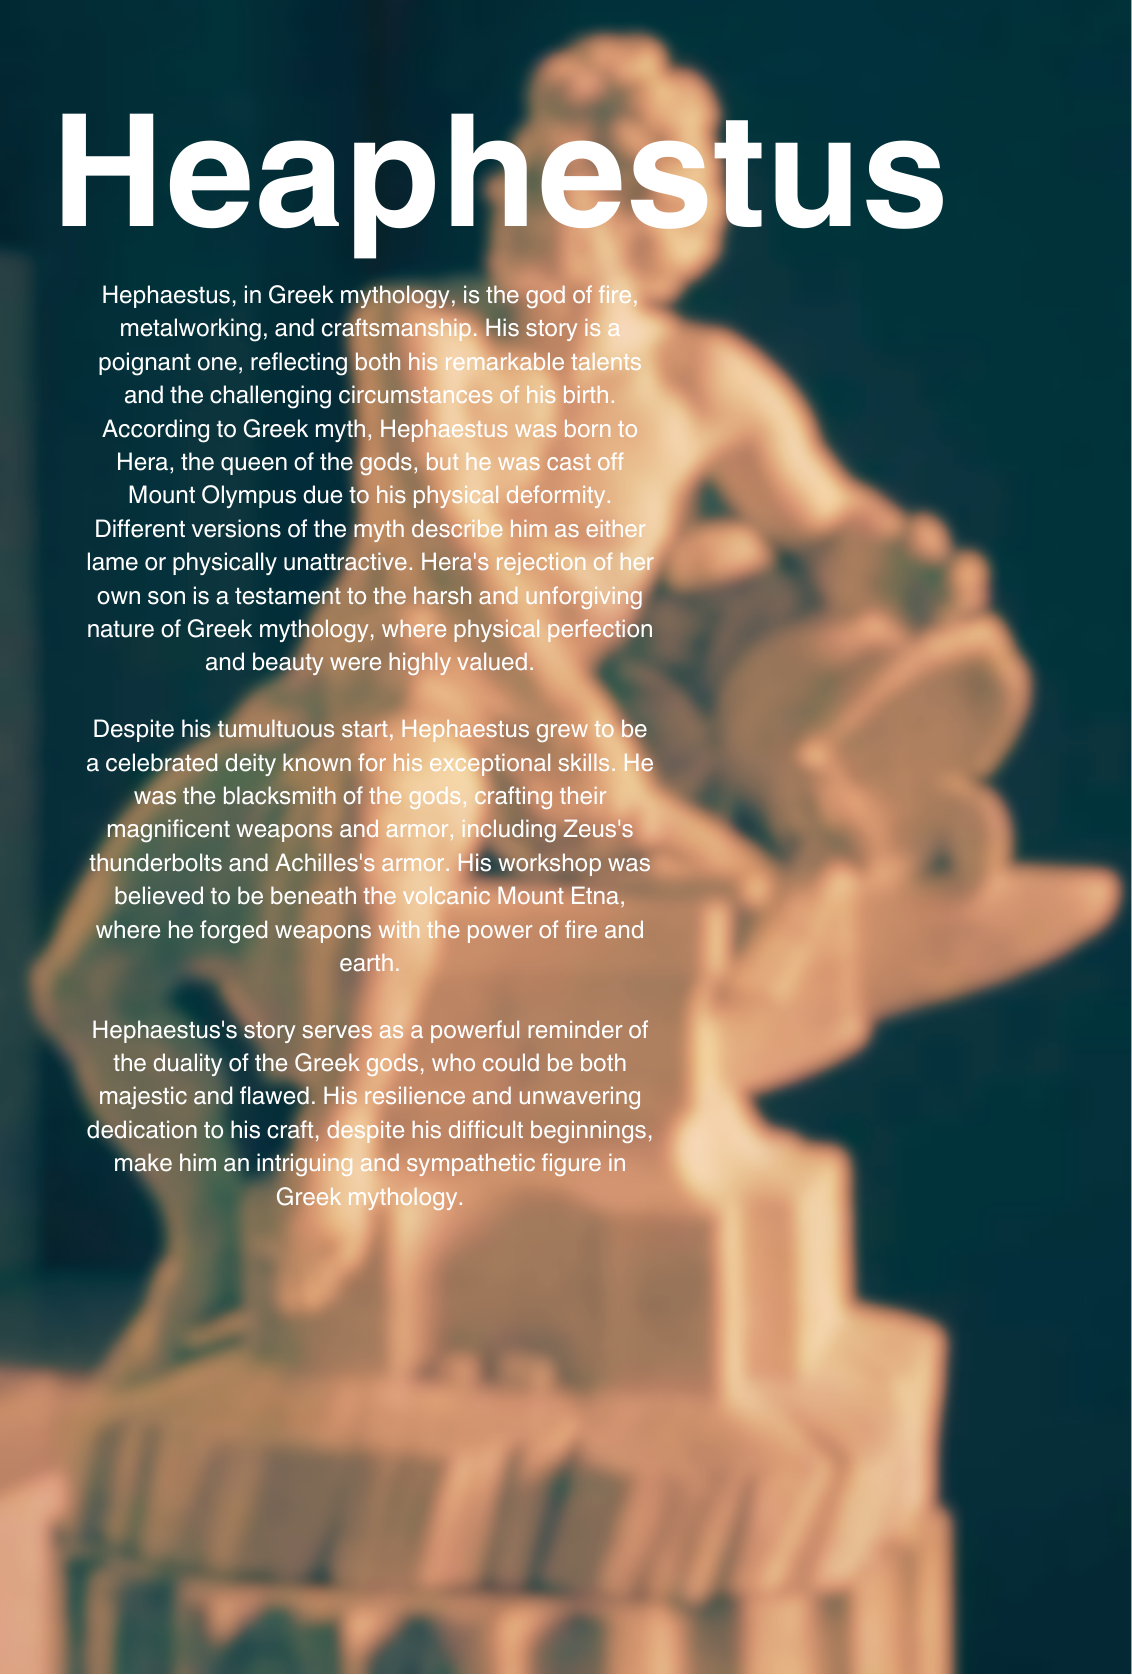 Heaphestus
Hephaestus, in Greek mythology, is the god of fire,
metalworking, and craftsmanship. His story is a
poignant one, reflecting both his remarkable talents
and the challenging circumstances of his birth.
According to Greek myth, Hephaestus was born to
Hera, the queen of the gods, but he was cast off
Mount Olympus due to his physical deformity.
Different versions of the myth describe him as either
lame or physically unattractive. Hera's rejection of her
own son is a testament to the harsh and unforgiving
nature of Greek mythology, where physical perfection
and beauty were highly valued.
Despite his tumultuous start, Hephaestus grew to be
a celebrated deity known for his exceptional skills. He
was the blacksmith of the gods, crafting their
magnificent weapons and armor, including Zeus's
thunderbolts and Achilles's armor. His workshop was
believed to be beneath the volcanic Mount Etna,
where he forged weapons with the power of fire and
earth.
Hephaestus's story serves as a powerful reminder of
the duality of the Greek gods, who could be both
majestic and flawed. His resilience and unwavering
dedication to his craft, despite his difficult beginnings,
make him an intriguing and sympathetic figure in
Greek mythology.